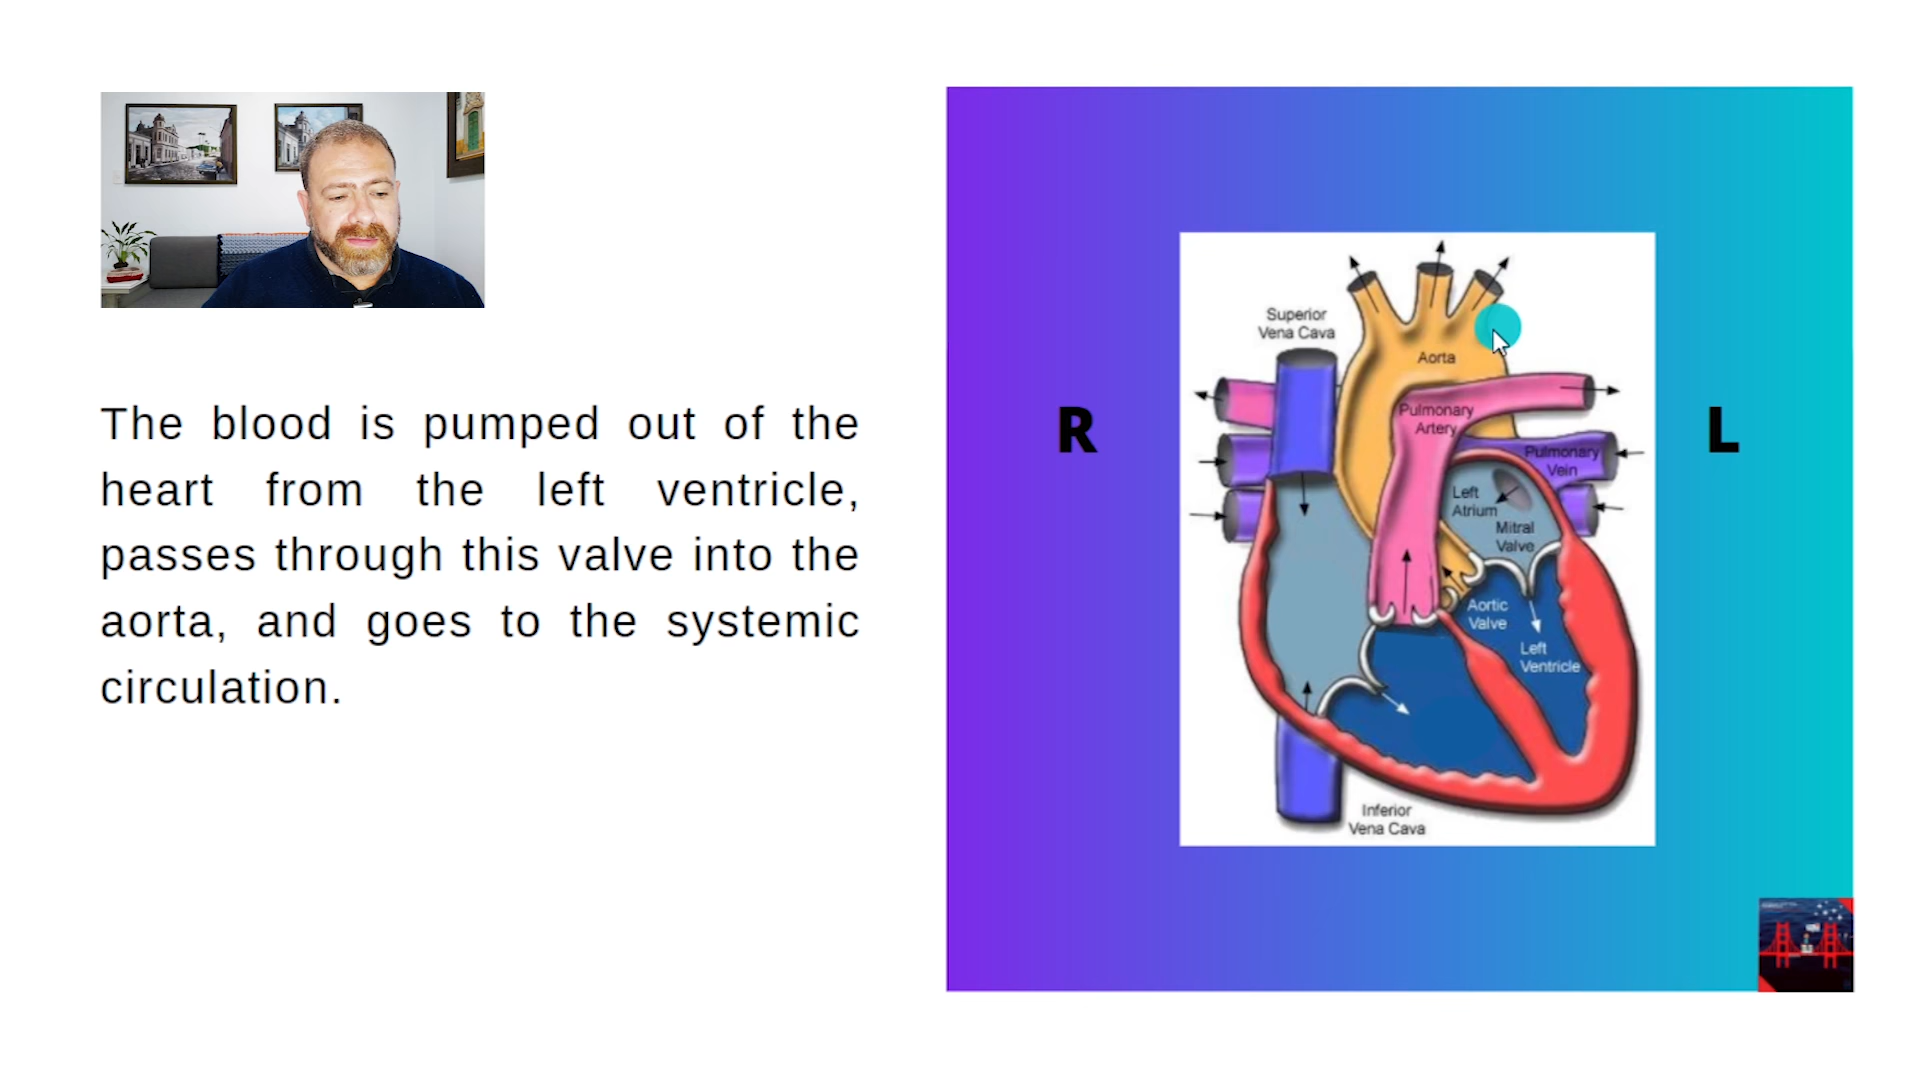 The blood is pumped out of the
heart from the left ventricle,
passes through this valve into the
aorta, and goes to the systemic
circulation.
R
L
Superior
Vena Cava
Aorta
Pulmonary
Artery
Pulmonary
Vein
Left
Atrium
Mitral
Valve
Aortic
Valve
Left
Ventricle
Inferior
Vena Cava